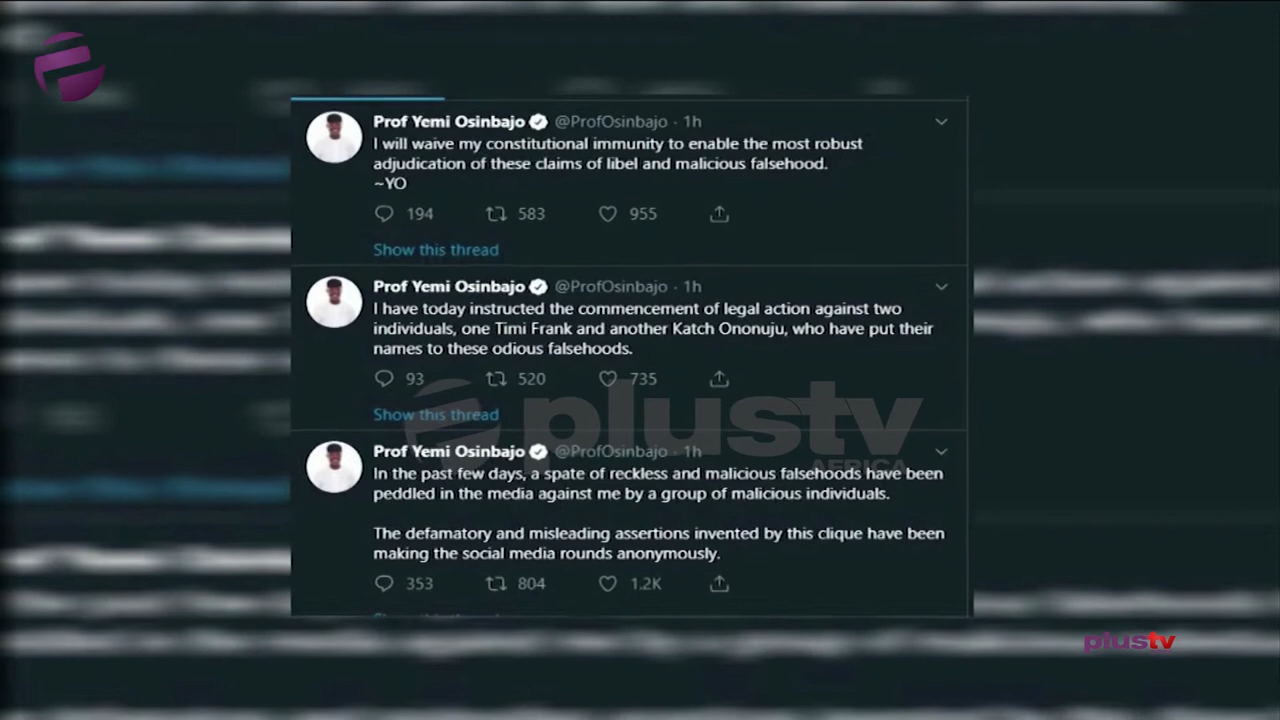 Prof Yemi Osinbajo @ProfOsinbajo · 1h
I will waive my constitutional immunity to enable the most robust
adjudication of these claims of libel and malicious falsehood.
~YO
194 583 955
Show this thread
Prof Yemi Osinbajo @ProfOsinbajo · 1h
I have today instructed the commencement of legal action against two
individuals, one Timi Frank and another Katch Ononuju, who have put their
names to these odious falsehoods.
93 520 735
Show this thread
plustv
AFRICA
Prof Yemi Osinbajo @ProfOsinbajo · 1h
In the past few days, a spate of reckless and malicious falsehoods have been
peddled in the media against me by a group of malicious individuals.
The defamatory and misleading assertions invented by this clique have been
making the social media rounds anonymously.
353 804 1.2K
plustv